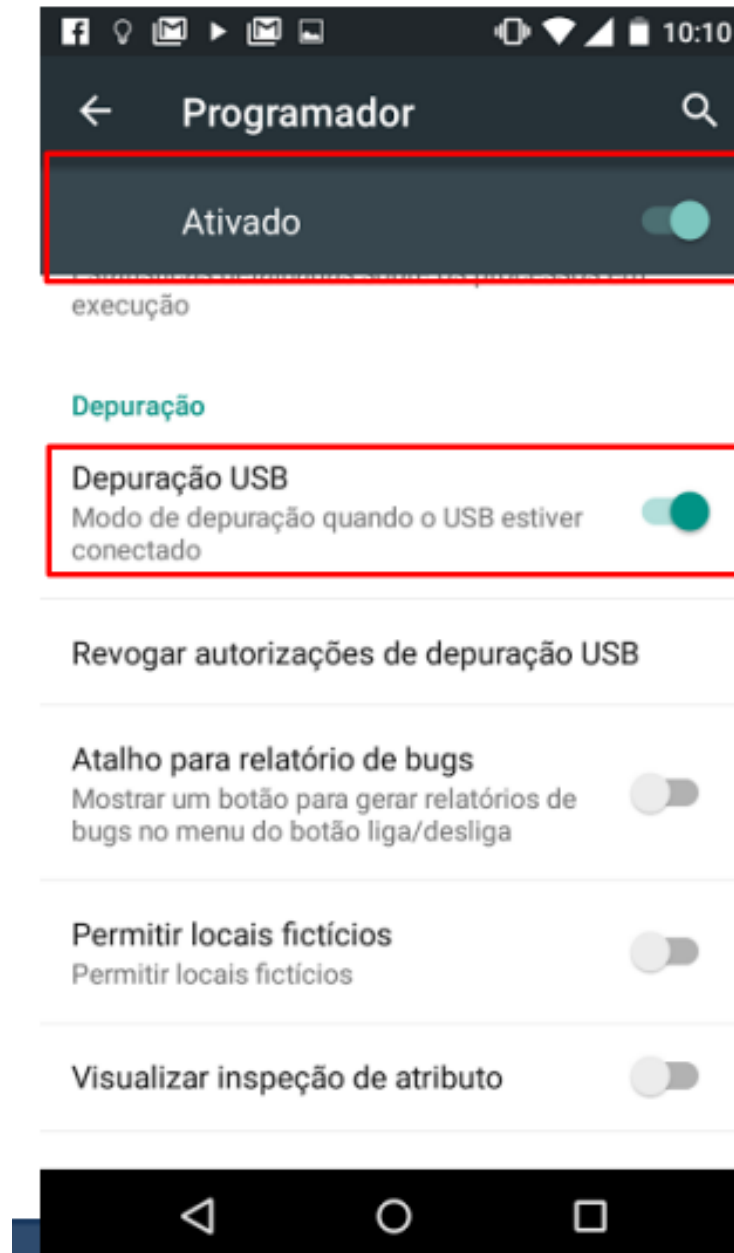 10:10
Programador
Ativado
execução
Depuração
Depuração USB
Modo de depuração quando o USB estiver
conectado
Revogar autorizações de depuração USB
Atalho para relatório de bugs
Mostrar um botão para gerar relatórios de
bugs no menu do botão liga/desliga
Permitir locais fictícios
Permitir locais fictícios
Visualizar inspeção de atributo